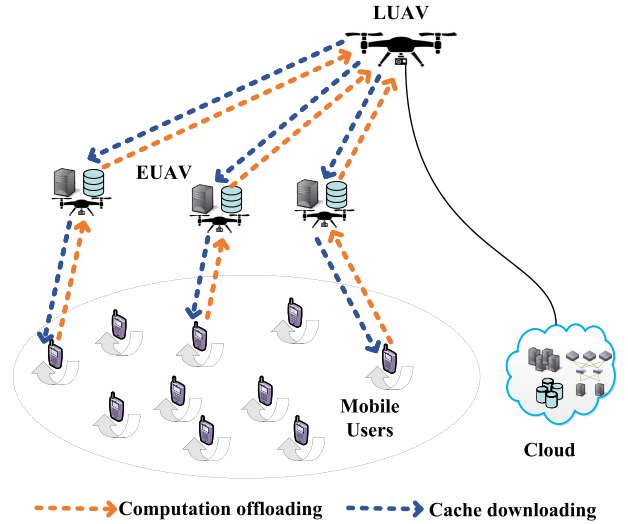 LUAV
EUAV
Mobile
Users
Cloud
Computation offloading
Cache downloading